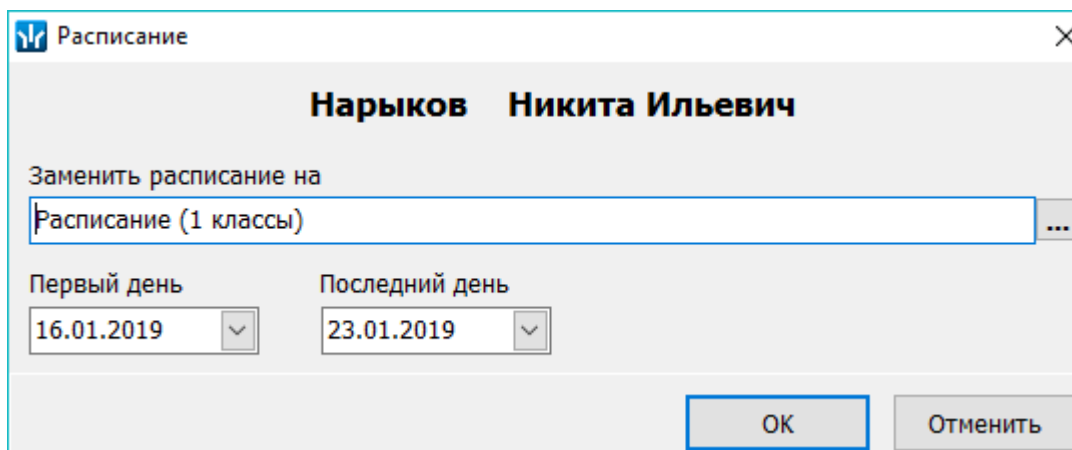 Расписание
Нарыков Никита Ильевич
Заменить расписание на
Расписание (1 классы)
...
Первый день Последний день
16.01.2019 23.01.2019
OK Отменить